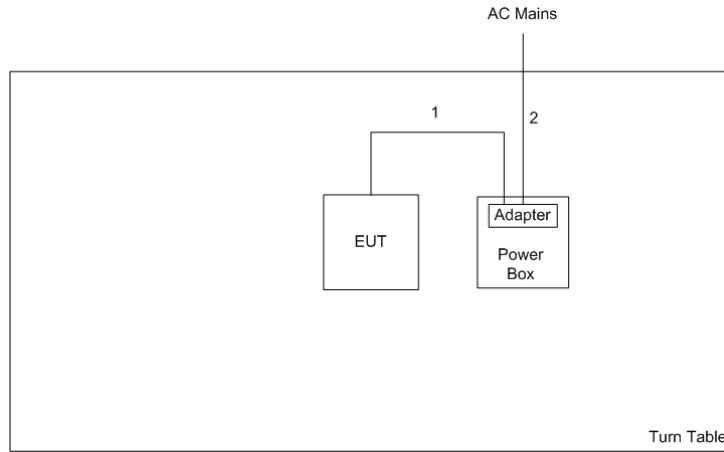 AC Mains
1
2
Adapter
EUT
Power
Box
Turn Table